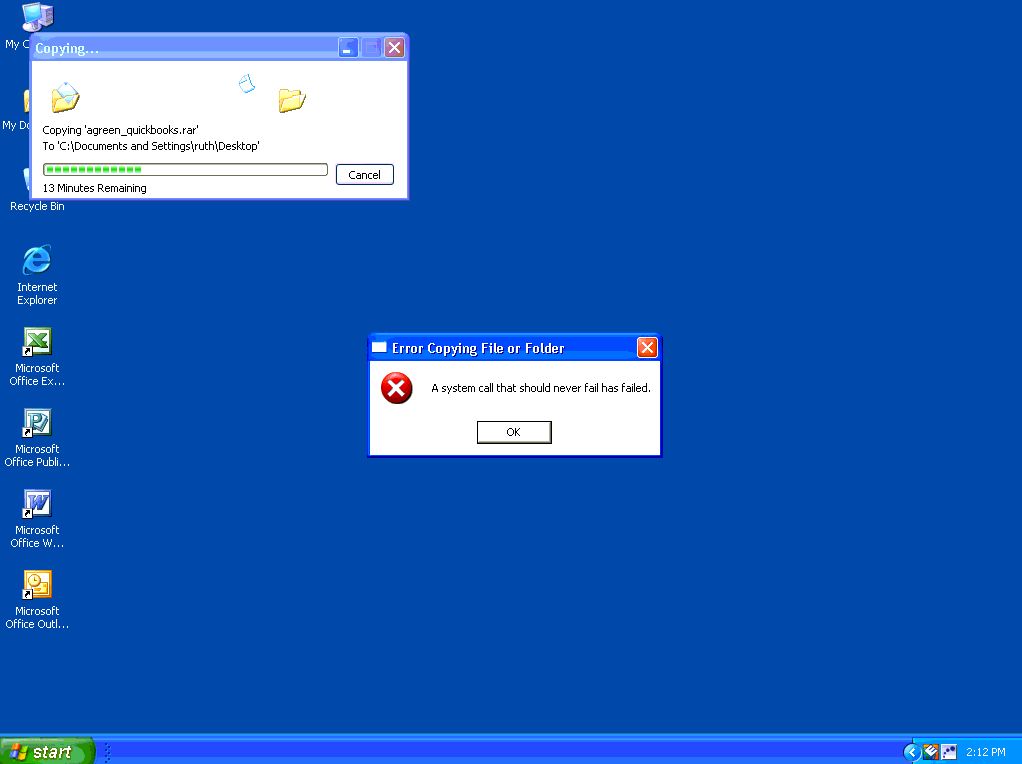 My C
Copying...
Copying 'agreen_quickbooks.rar'
My Do
To 'C:\Documents and Settings\ruth\Desktop'
Cancel
13 Minutes Remaining
Recycle Bin
Internet
Explorer
Error Copying File or Folder
Microsoft
Office Ex...
A system call that should never fail has failed.
OK
Microsoft
Office Publi...
Microsoft
Office W...
Microsoft
Office Outl...
start
2:12 PM